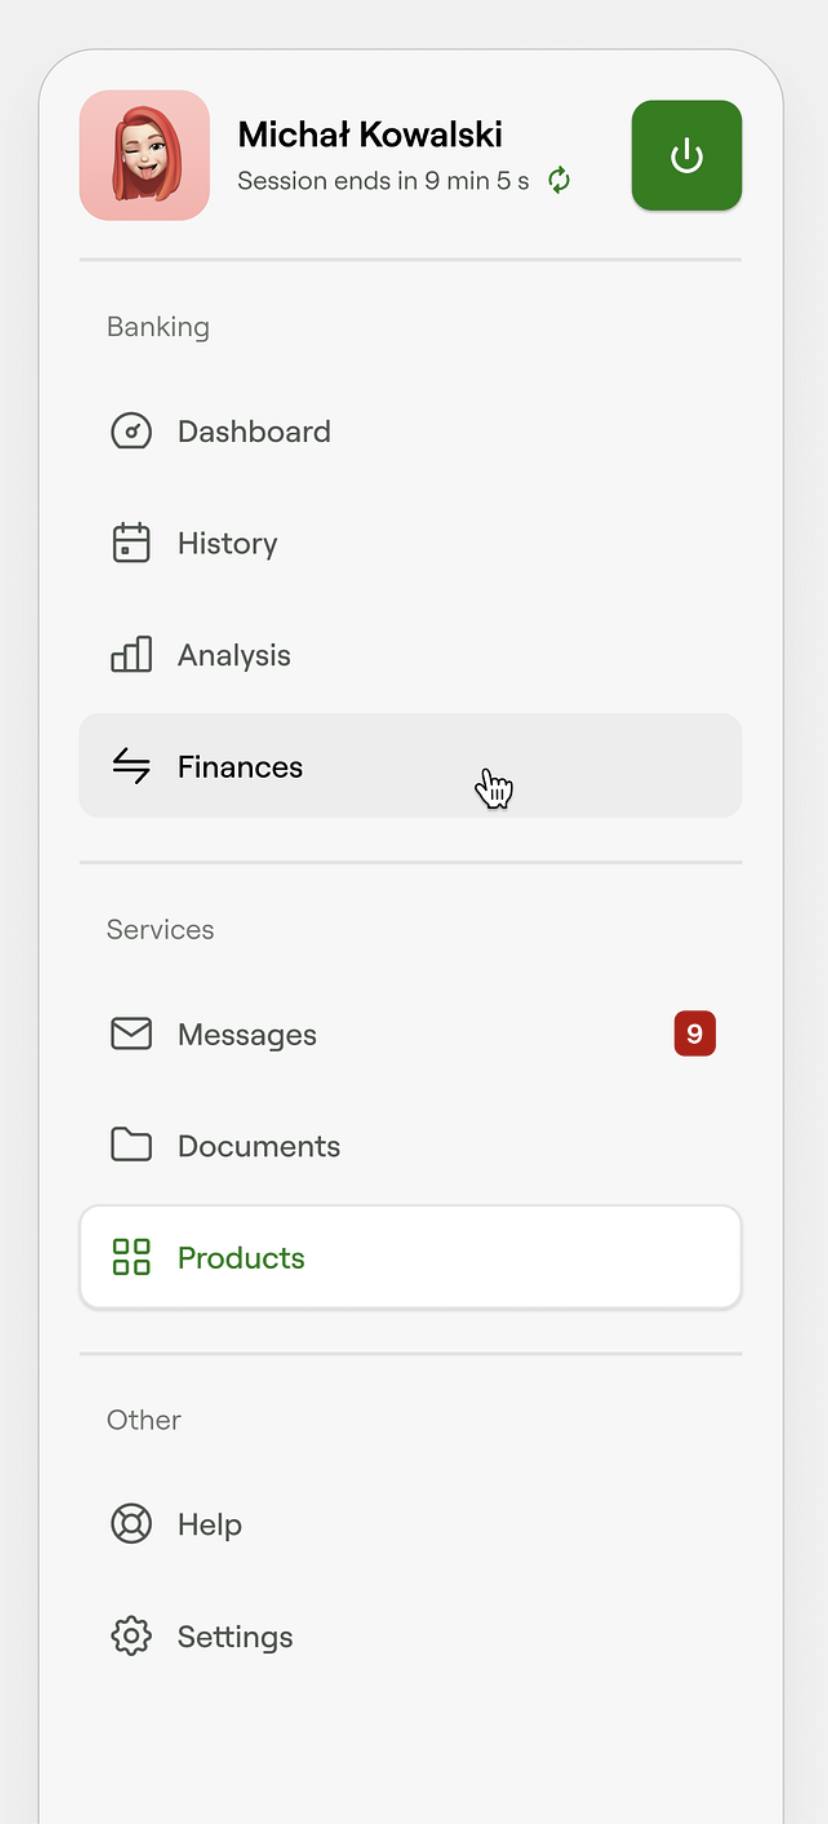 Michał Kowalski
Session ends in 9 min 5 s
Banking
Dashboard
History
Analysis
Finances
Services
Messages
9
Documents
Products
Other
Help
Settings